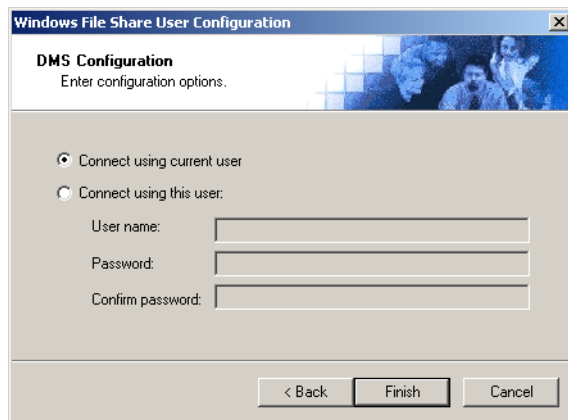 Windows File Share User Configuration
DMS Configuration
Enter configuration options.
Connect using current user
Connect using this user:
User name:
Password:
Confirm password:
< Back Finish Cancel